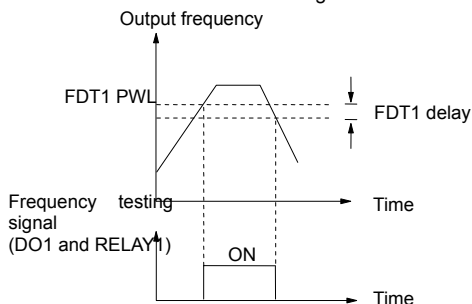 Output frequency
FDT1 PWL
FDT1 delay
Frequency testing
signal
(DO1 and RELAY1)
Time
ON
Time